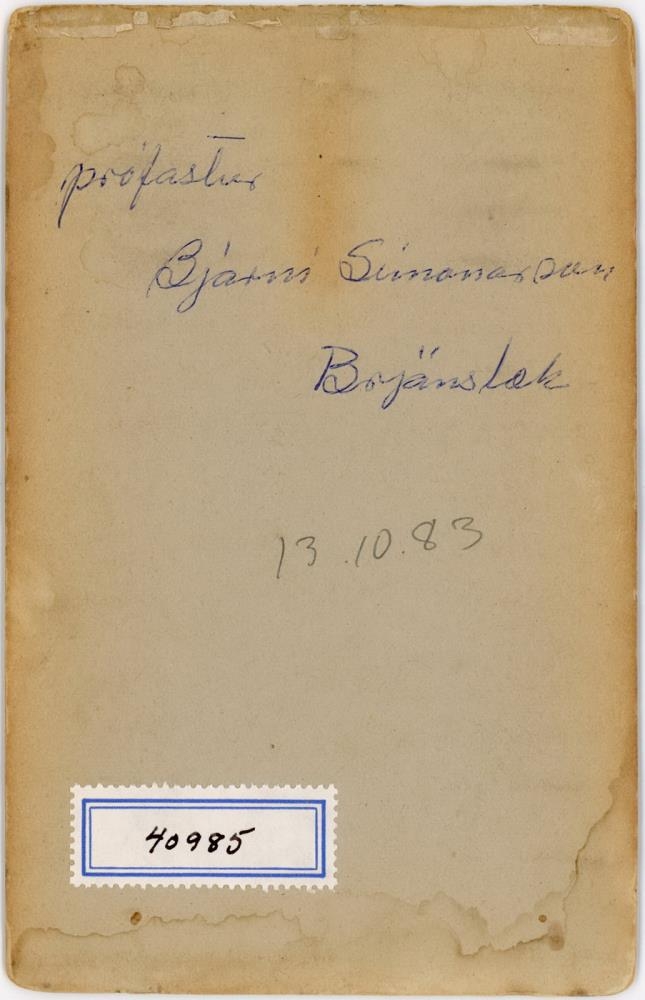 prófastur
Bjarni Símonarson
Brjánslæk
13.10.83
40985